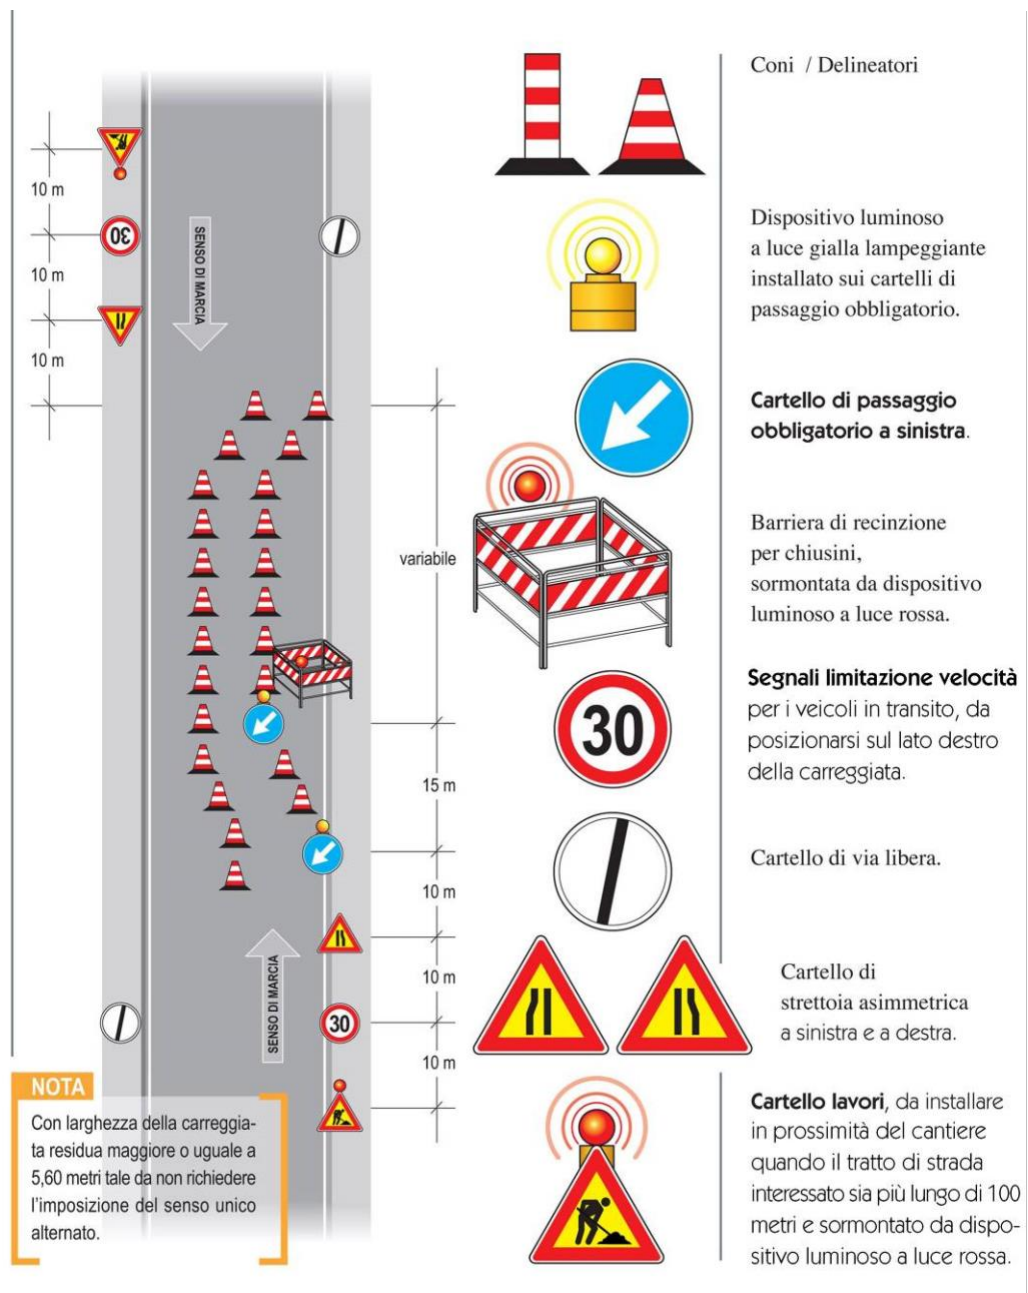 10 m
30
10 m
10 m
SENSO DI MARCIA
variabile
15 m
10 m
10 m
30
10 m
SENSO DI MARCIA
NOTA
Con larghezza della carreggia-
ta residua maggiore o uguale a
5,60 metri tale da non richiedere
l'imposizione del senso unico
alternato.
Coni / Delineatori
Dispositivo luminoso
a luce gialla lampeggiante
installato sui cartelli di
passaggio obbligatorio.
Cartello di passaggio
obbligatorio a sinistra.
Barriera di recinzione
per chiusini,
sormontata da dispositivo
luminoso a luce rossa.
30
Segnali limitazione velocità
per i veicoli in transito, da
posizionarsi sul lato destro
della carreggiata.
Cartello di via libera.
Cartello di
strettoia asimmetrica
a sinistra e a destra.
Cartello lavori, da installare
in prossimità del cantiere
quando il tratto di strada
interessato sia più lungo di 100
metri e sormontato da dispo-
sitivo luminoso a luce rossa.